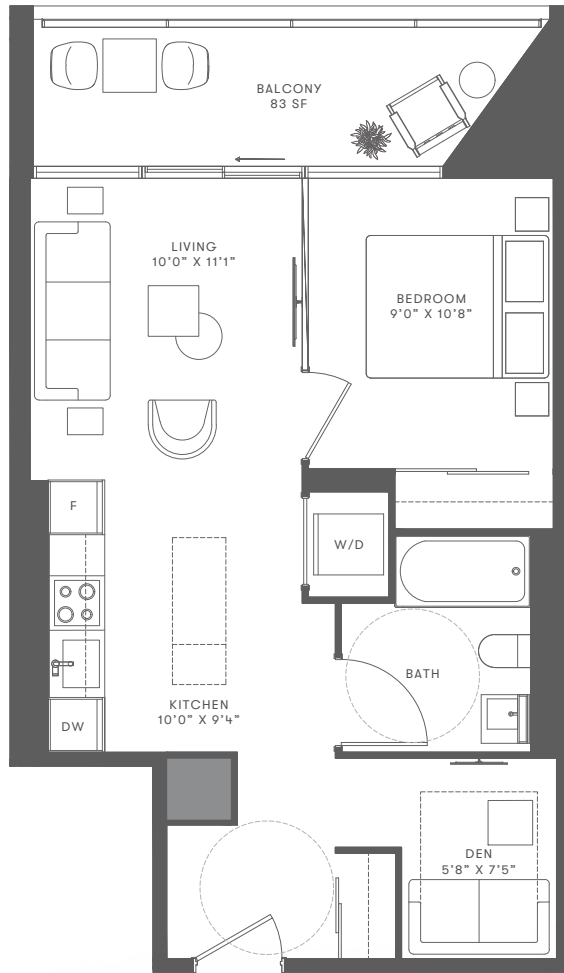 BALCONY
83 SF
LIVING
10'0" X 11'1"
BEDROOM
9'0" X 10'8"
F
W/D
BATH
KITCHEN
10'0" X 9'4"
DW
DEN
5'8" X 7'5"